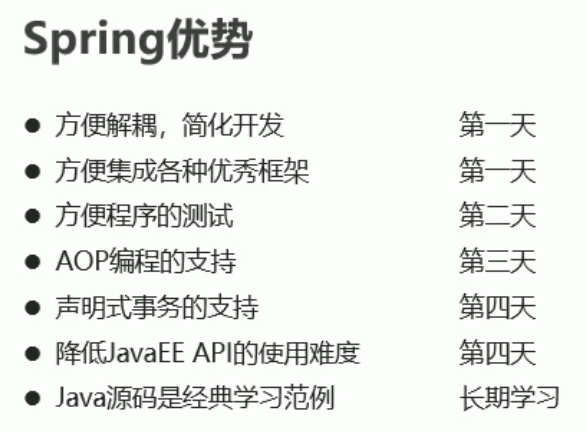 Spring优势
● 方便解耦，简化开发 第一天
● 方便集成各种优秀框架 第一天
● 方便程序的测试 第二天
● AOP编程的支持 第三天
● 声明式事务的支持 第四天
● 降低JavaEE API的使用难度 第四天
● Java源码是经典学习范例 长期学习